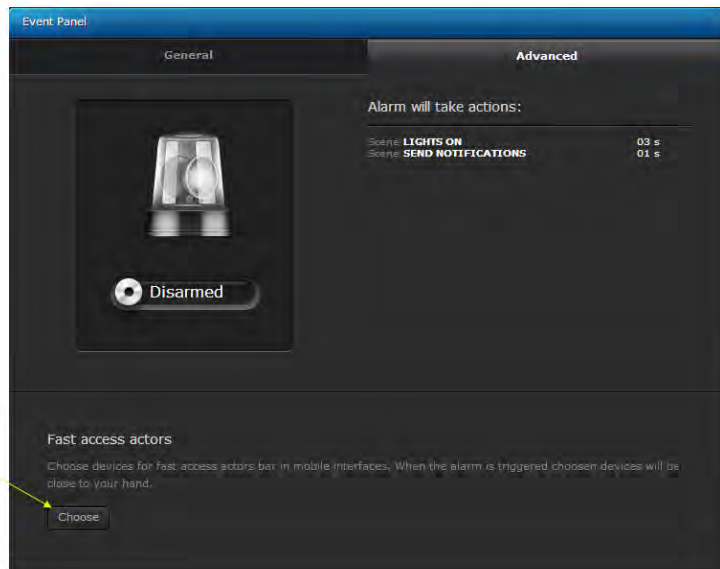 Event Panel
General
Advanced
Alarm will take actions:
Scene LIGHTS ON 03 s
Scene SEND NOTIFICATIONS 01 s
Disarmed
Fast access actors
Choose devices for fast access actors bar in mobile interfaces. When the alarm is triggered choosen devices will be
close to your hand.
Choose